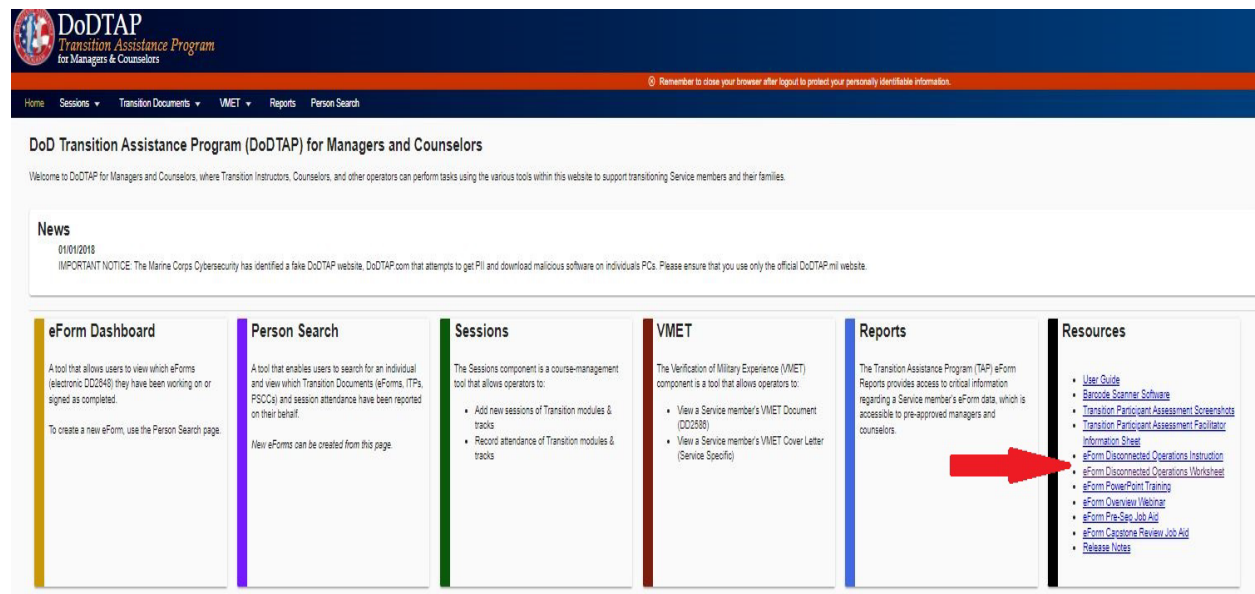 DoDTAP
Transition Assistance Program
for Managers & Counselors
Remember to close your browser after logout to protect your personally identifiable information.
Home Sessions Transition Documents VMET Reports Person Search
DoD Transition Assistance Program (DoDTAP) for Managers and Counselors
Welcome to DoDTAP for Managers and Counselors, where Transition Instructors, Counselors, and other operators can perform tasks using the various tools within this website to support transitioning Service members and their families.
News
01/01/2018
IMPORTANT NOTICE: The Marine Corps Cybersecurity has identified a fake DoDTAP website, DoDTAP.com that attempts to get PII and download malicious software on individuals PCs. Please ensure that you use only the official DoDTAP.mil website.
eForm Dashboard
A tool that allows users to view which eForms
(electronic DD2648) they have been working on or
signed as completed.
To create a new eForm, use the Person Search page.
Person Search
A tool that enables users to search for an individual
and view which Transition Documents (eForms, ITPs,
PSCCs) and session attendance have been reported
on their behalf.
New eForms can be created from this page.
Sessions
The Sessions component is a course-management
tool that allows operators to:
• Add new sessions of Transition modules &
tracks
• Record attendance of Transition modules &
tracks
VMET
The Verification of Military Experience (VMET)
component is a tool that allows operators to:
• View a Service member's VMET Document
(DD2586)
• View a Service member's VMET Cover Letter
(Service Specific)
Reports
The Transition Assistance Program (TAP) eForm
Reports provides access to critical information
regarding a Service member's eForm data, which is
accessible to pre-approved managers and
counselors.
Resources
• User Guide
• Barcode Scanner Software
• Transition Participant Assessment Screenshots
• Transition Participant Assessment Facilitator
Information Sheet
• eForm Disconnected Operations Instruction
• eForm Disconnected Operations Worksheet
• eForm PowerPoint Training
• eForm Overview Webinar
• eForm Pre-Sep Job Aid
• eForm Capstone Review Job Aid
• Release Notes